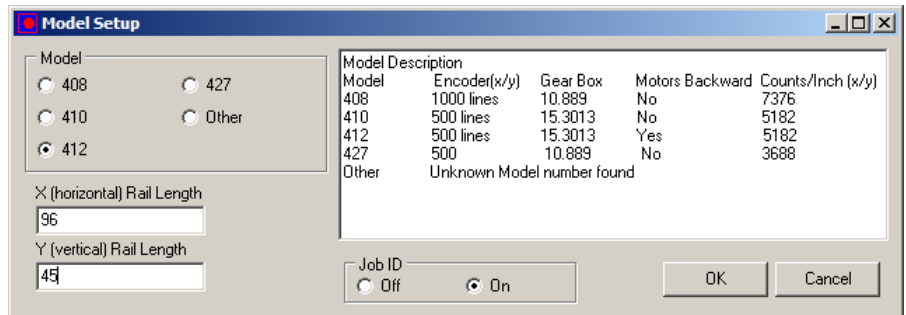 Model Setup
Model
408
427
410
Other
412
X (horizontal) Rail Length
96
Y (vertical) Rail Length
45
Model Description
Model Encoder(x/y) Gear Box Motors Backward Counts/Inch (x/y)
408 1000 lines 10.889 No 7376
410 500 lines 15.3013 No 5182
412 500 lines 15.3013 Yes 5182
427 500 10.889 No 3688
Other Unknown Model number found
Job ID
Off On
OK Cancel